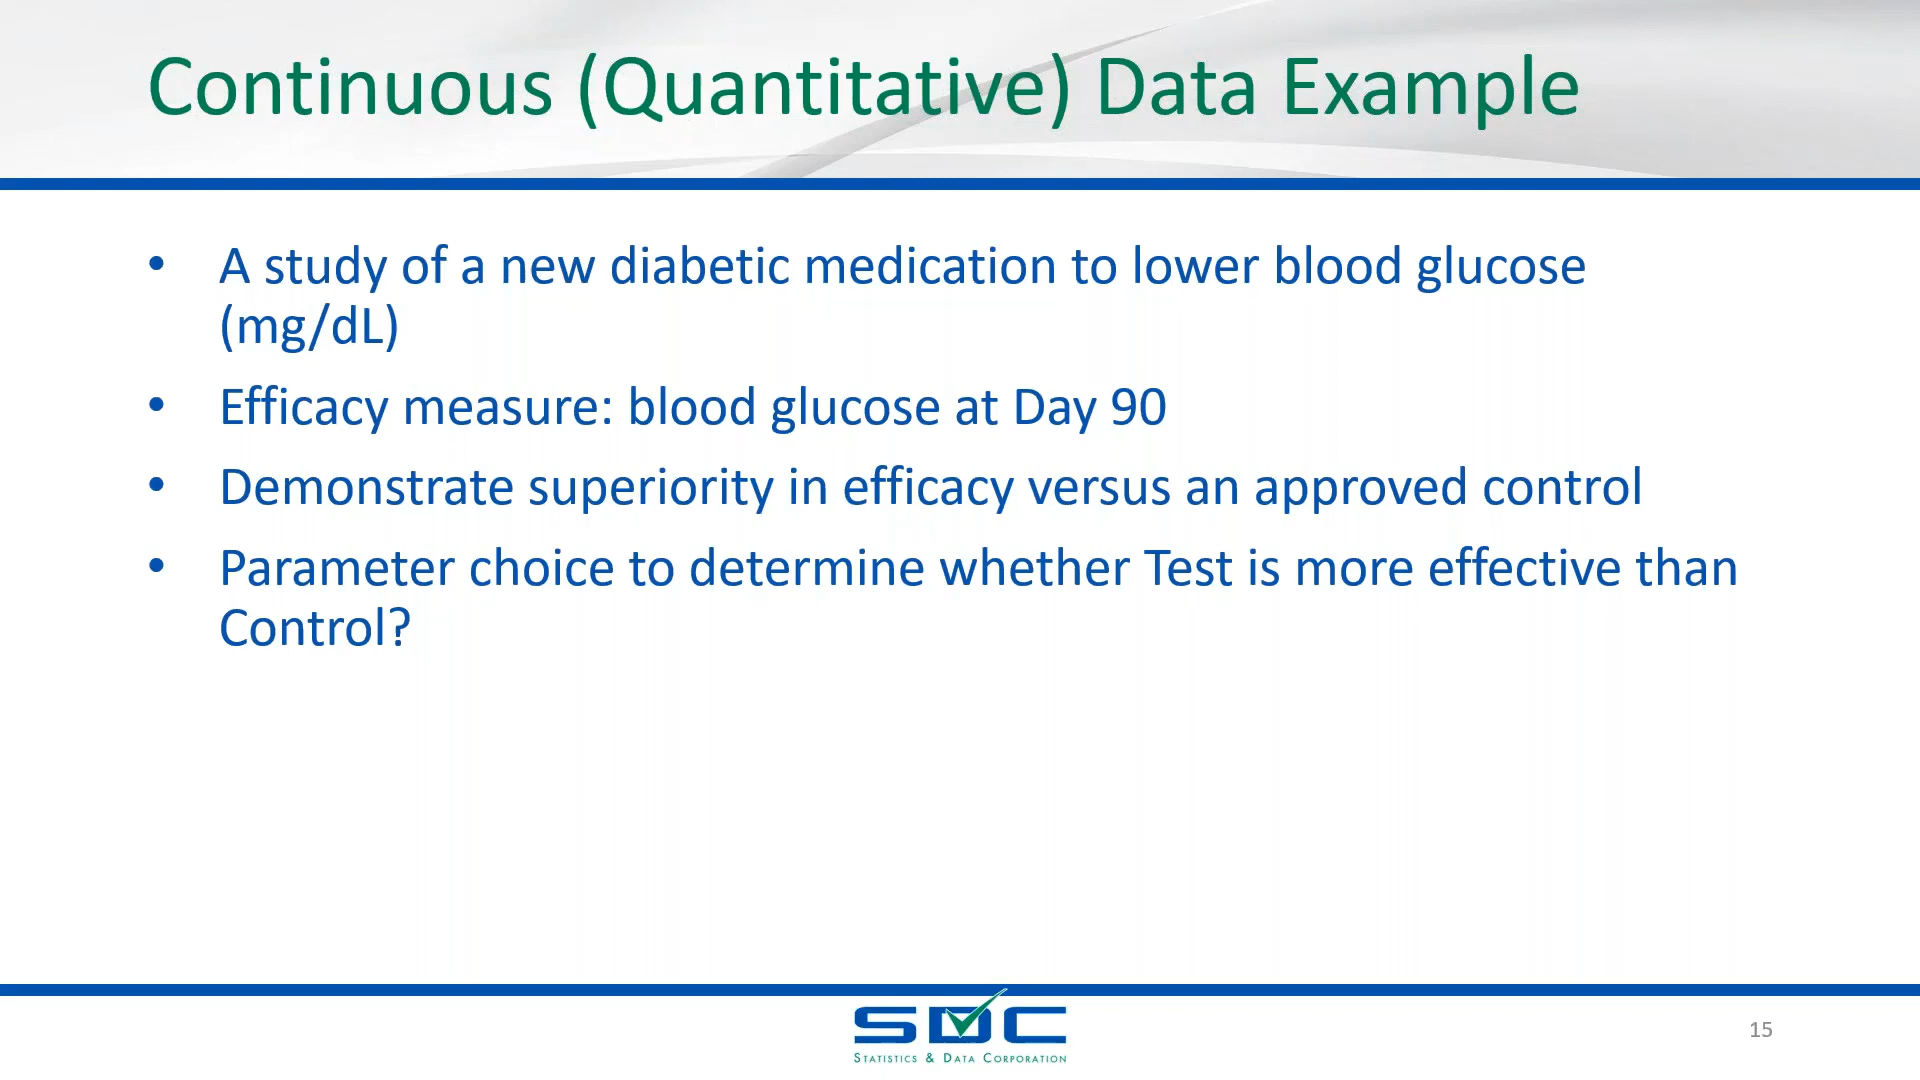 Continuous (Quantitative) Data Example
• A study of a new diabetic medication to lower blood glucose
(mg/dL)
• Efficacy measure: blood glucose at Day 90
• Demonstrate superiority in efficacy versus an approved control
• Parameter choice to determine whether Test is more effective than
Control?
SDC
STATISTICS & DATA CORPORATION
15